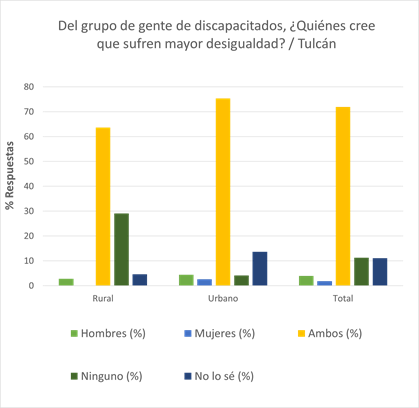 Del grupo de gente de discapacitados, ¿Quiénes cree
que sufren mayor desigualdad? / Tulcán
80
70
60
50
40
30
20
10
0
% Respuestas
Rural
Urbano
Total
Hombres (%)
Mujeres (%)
Ambos (%)
Ninguno (%)
No lo sé (%)